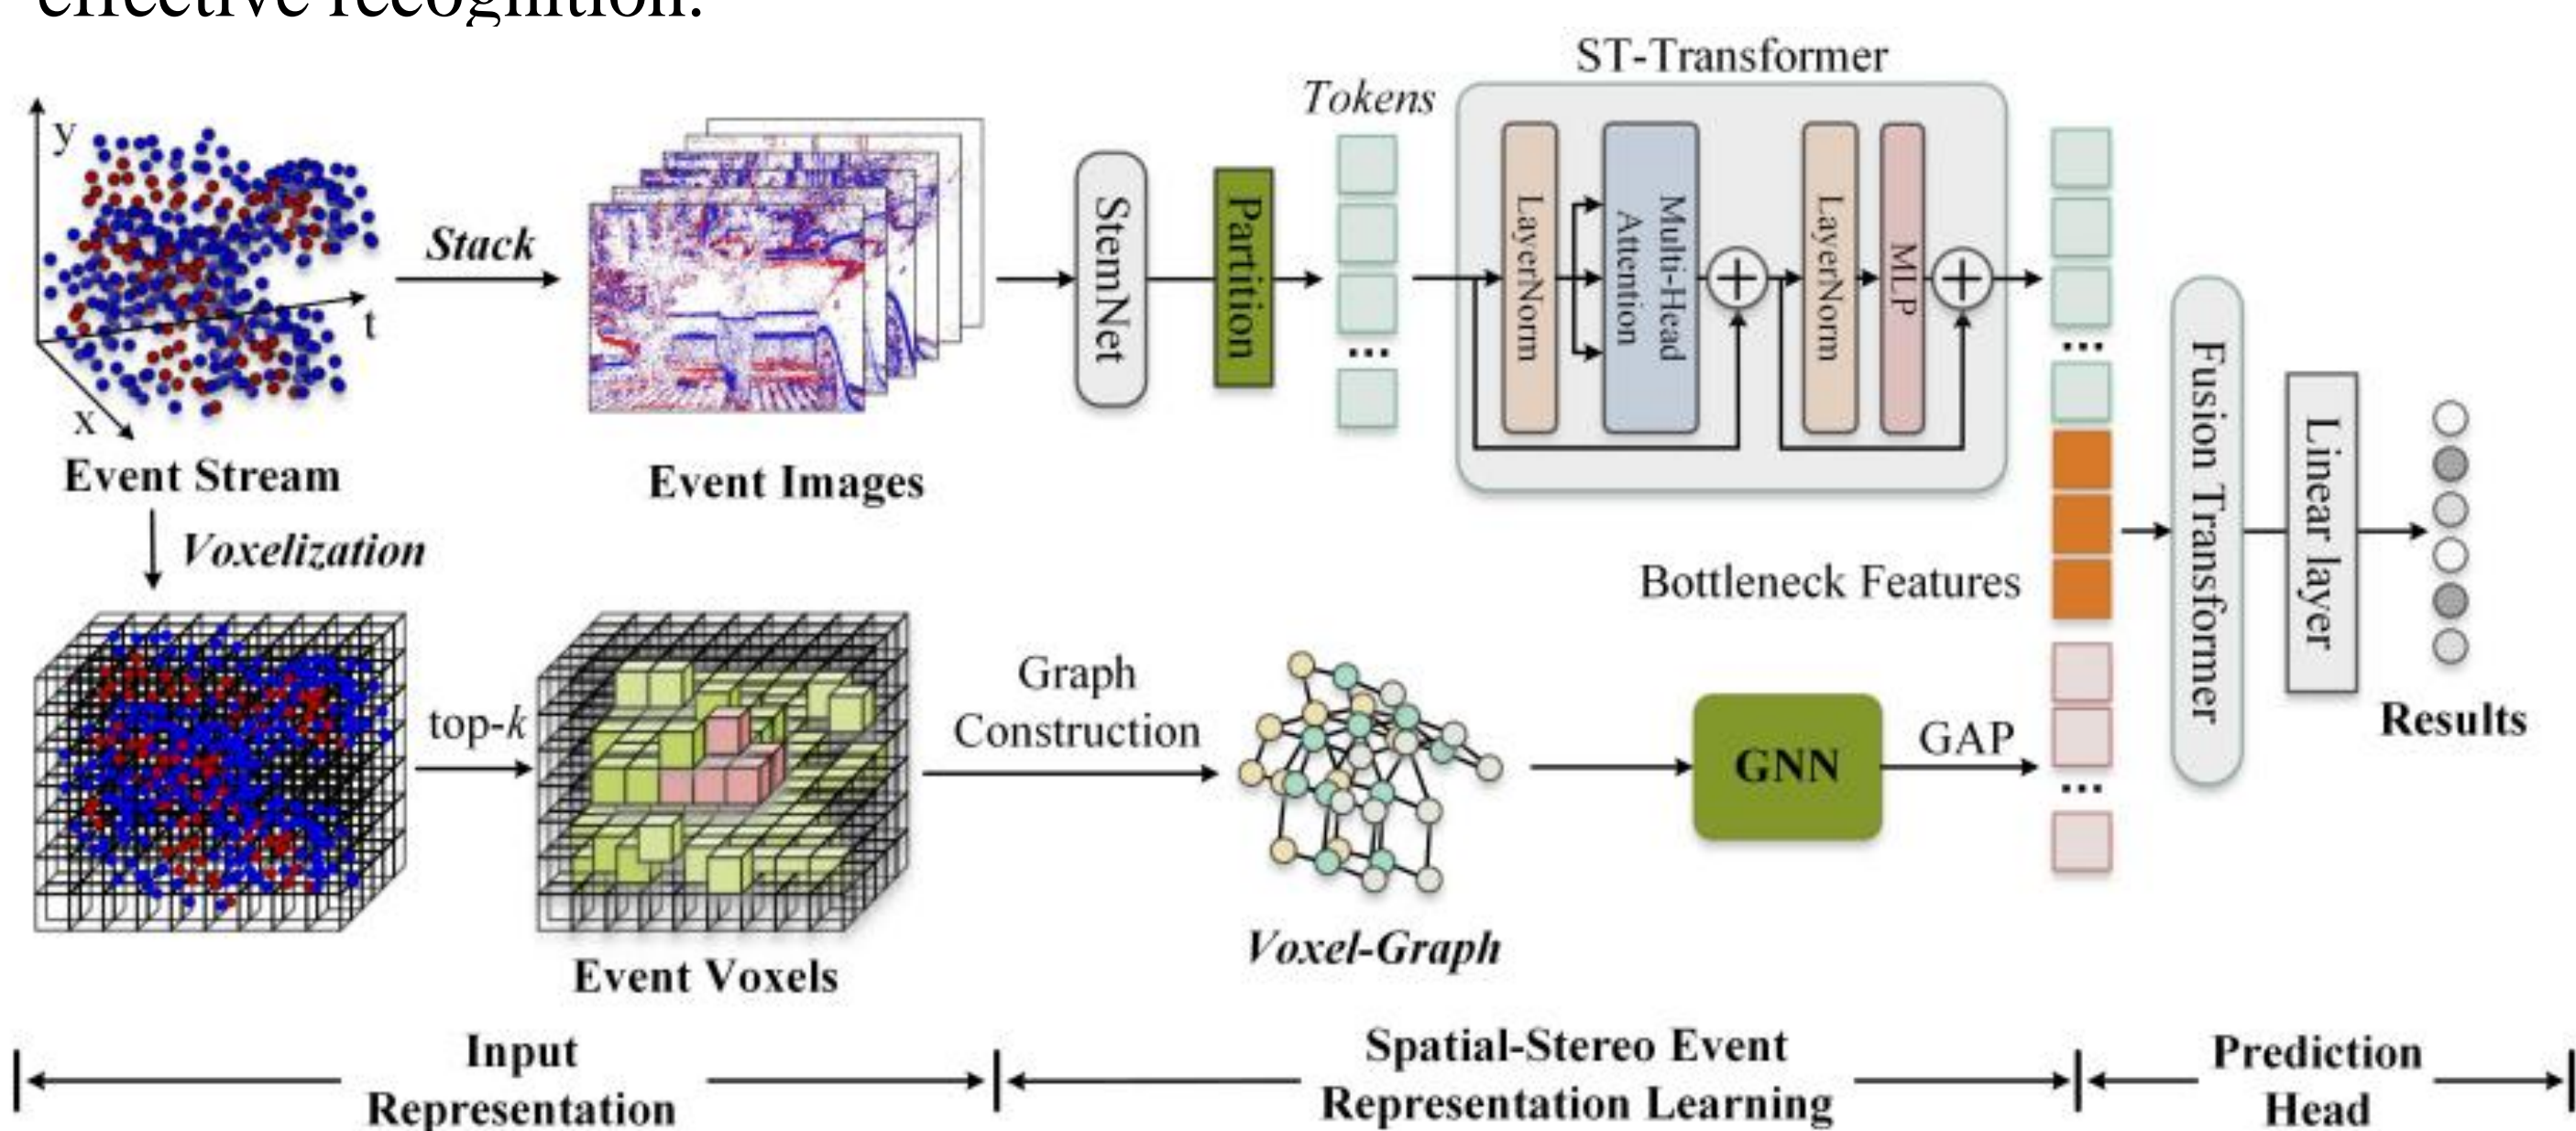 effective recognition.
ST-Transformer
Tokens
y
t
x
Stack
StemNet
Partition
LayerNorm
Multi-Head
Attention
LayerNorm
MLP
Event Stream
Event Images
Voxelization
Bottleneck Features
Fusion Transformer
Linear layer
Results
top-k
Graph
Construction
GNN
GAP
Voxel-Graph
Event Voxels
Input
Representation
Spatial-Stereo Event
Representation Learning
Prediction
Head